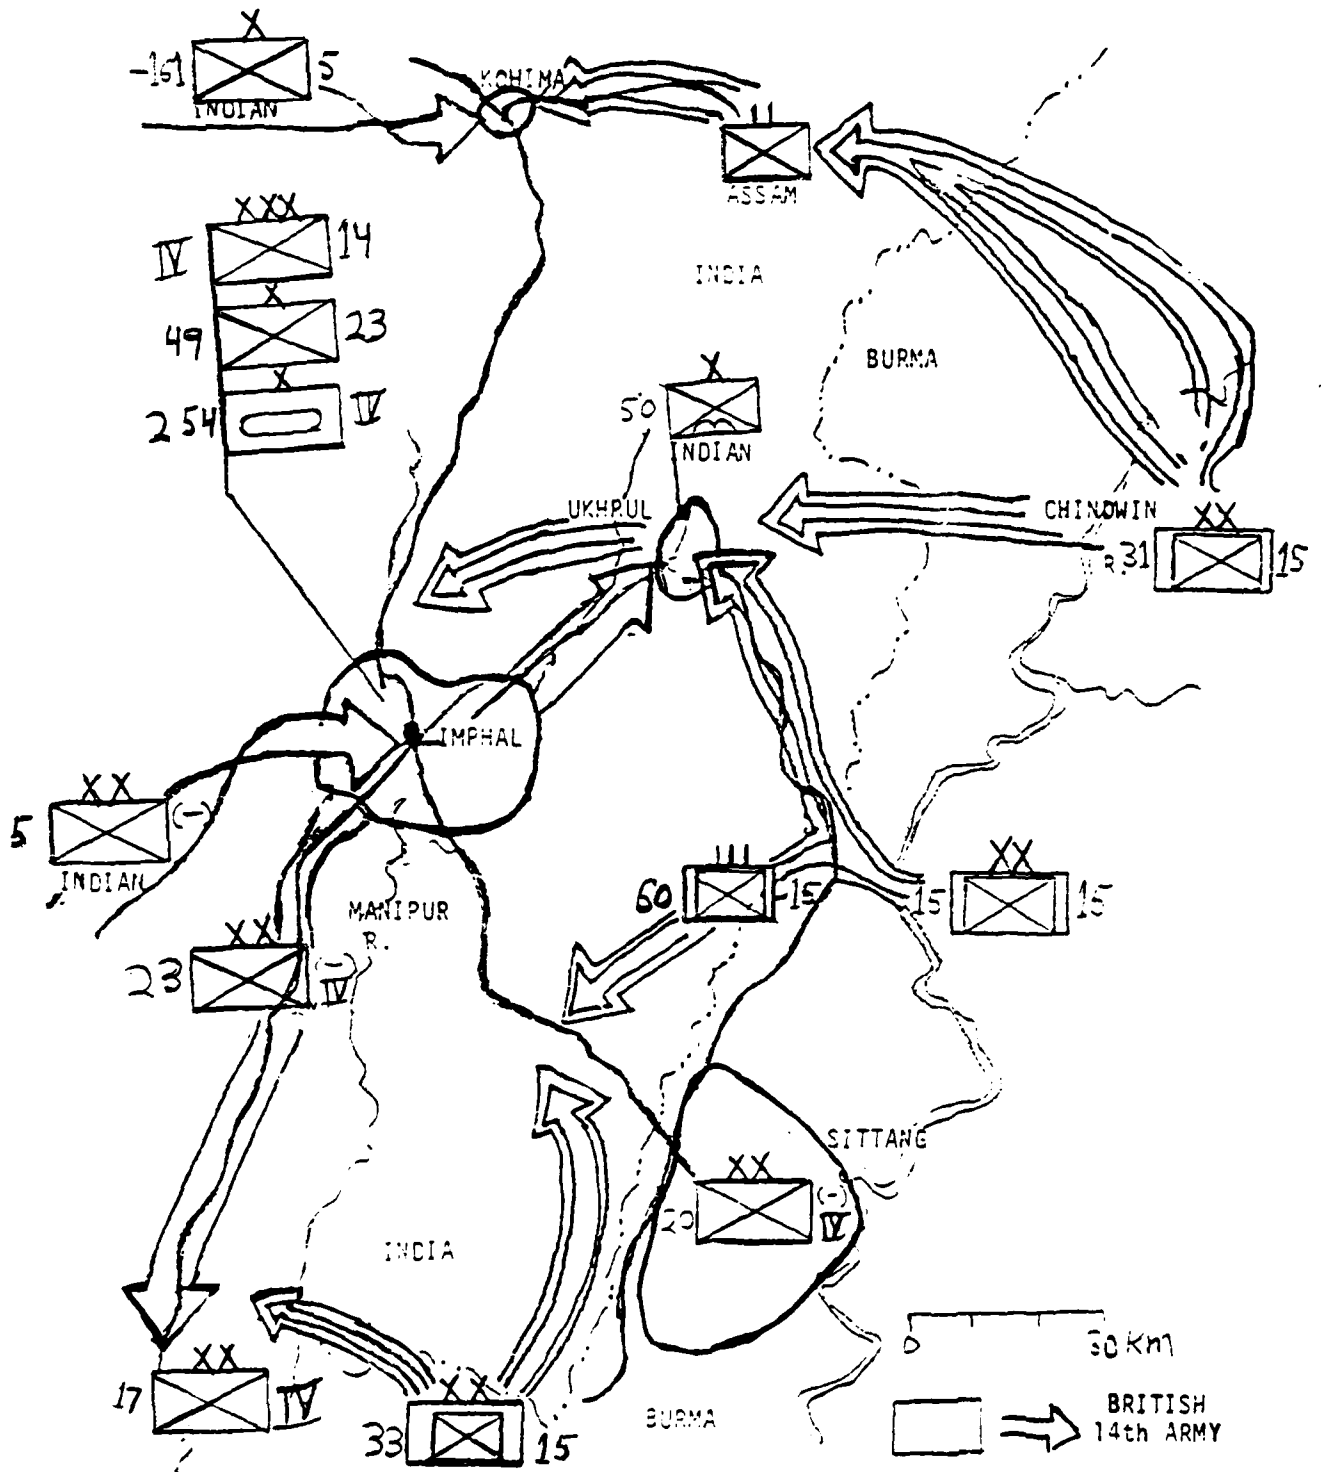 X
-161 5
INDIAN
KOHIMA
II
ASSAM
XXX
IV 14
X
49 23
X
254 IV
INDIA
BURMA
X
50
INDIAN
UKHRUL
CHINDWIN
R.
XX
31 15
IMPHAL
XX
5 (-)
INDIAN
III
60 15
XX
15 15
MANIPUR
R.
XX
23 (-)
IV
SITTANG
XX
20 (-)
IV
INDIA
XX
17 IV
XX
33 15
BURMA
0 30 Km
BRITISH
14th ARMY